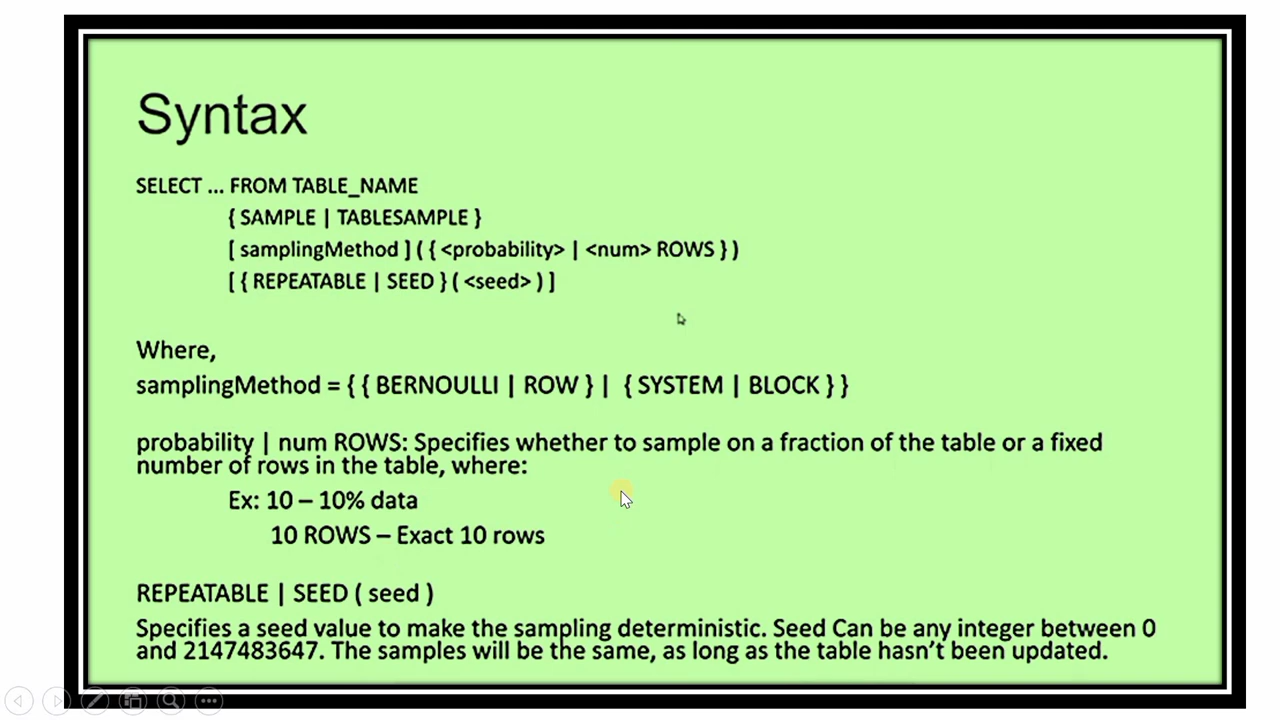 Syntax
SELECT ... FROM TABLE_NAME
{ SAMPLE | TABLESAMPLE }
[ samplingMethod ] ( { <probability> | <num> ROWS } )
[ { REPEATABLE | SEED } ( <seed> ) ]
Where,
samplingMethod = { { BERNOULLI | ROW } | { SYSTEM | BLOCK } }
probability | num ROWS: Specifies whether to sample on a fraction of the table or a fixed
number of rows in the table, where:
Ex: 10 – 10% data
10 ROWS – Exact 10 rows
REPEATABLE | SEED ( seed )
Specifies a seed value to make the sampling deterministic. Seed Can be any integer between 0
and 2147483647. The samples will be the same, as long as the table hasn't been updated.